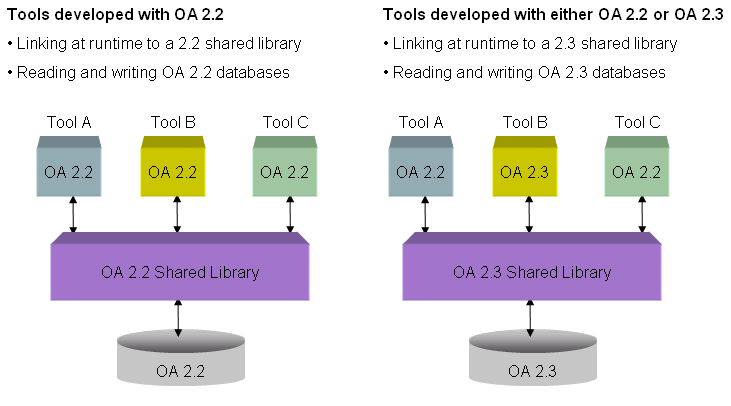 Tools developed with OA 2.2
• Linking at runtime to a 2.2 shared library
• Reading and writing OA 2.2 databases
Tool A
Tool B
Tool C
OA 2.2
OA 2.2
OA 2.2
OA 2.2 Shared Library
OA 2.2
Tools developed with either OA 2.2 or OA 2.3
• Linking at runtime to a 2.3 shared library
• Reading and writing OA 2.3 databases
Tool A
Tool B
Tool C
OA 2.2
OA 2.3
OA 2.2
OA 2.3 Shared Library
OA 2.3